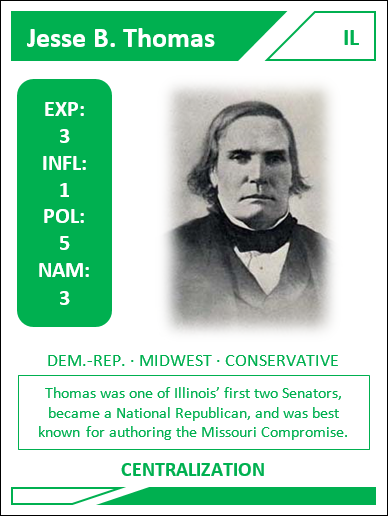 Jesse B. Thomas
IL
EXP:
3
INFL:
1
POL:
5
NAM:
3
DEM.-REP. · MIDWEST · CONSERVATIVE
Thomas was one of Illinois’ first two Senators,
became a National Republican, and was best
known for authoring the Missouri Compromise.
CENTRALIZATION